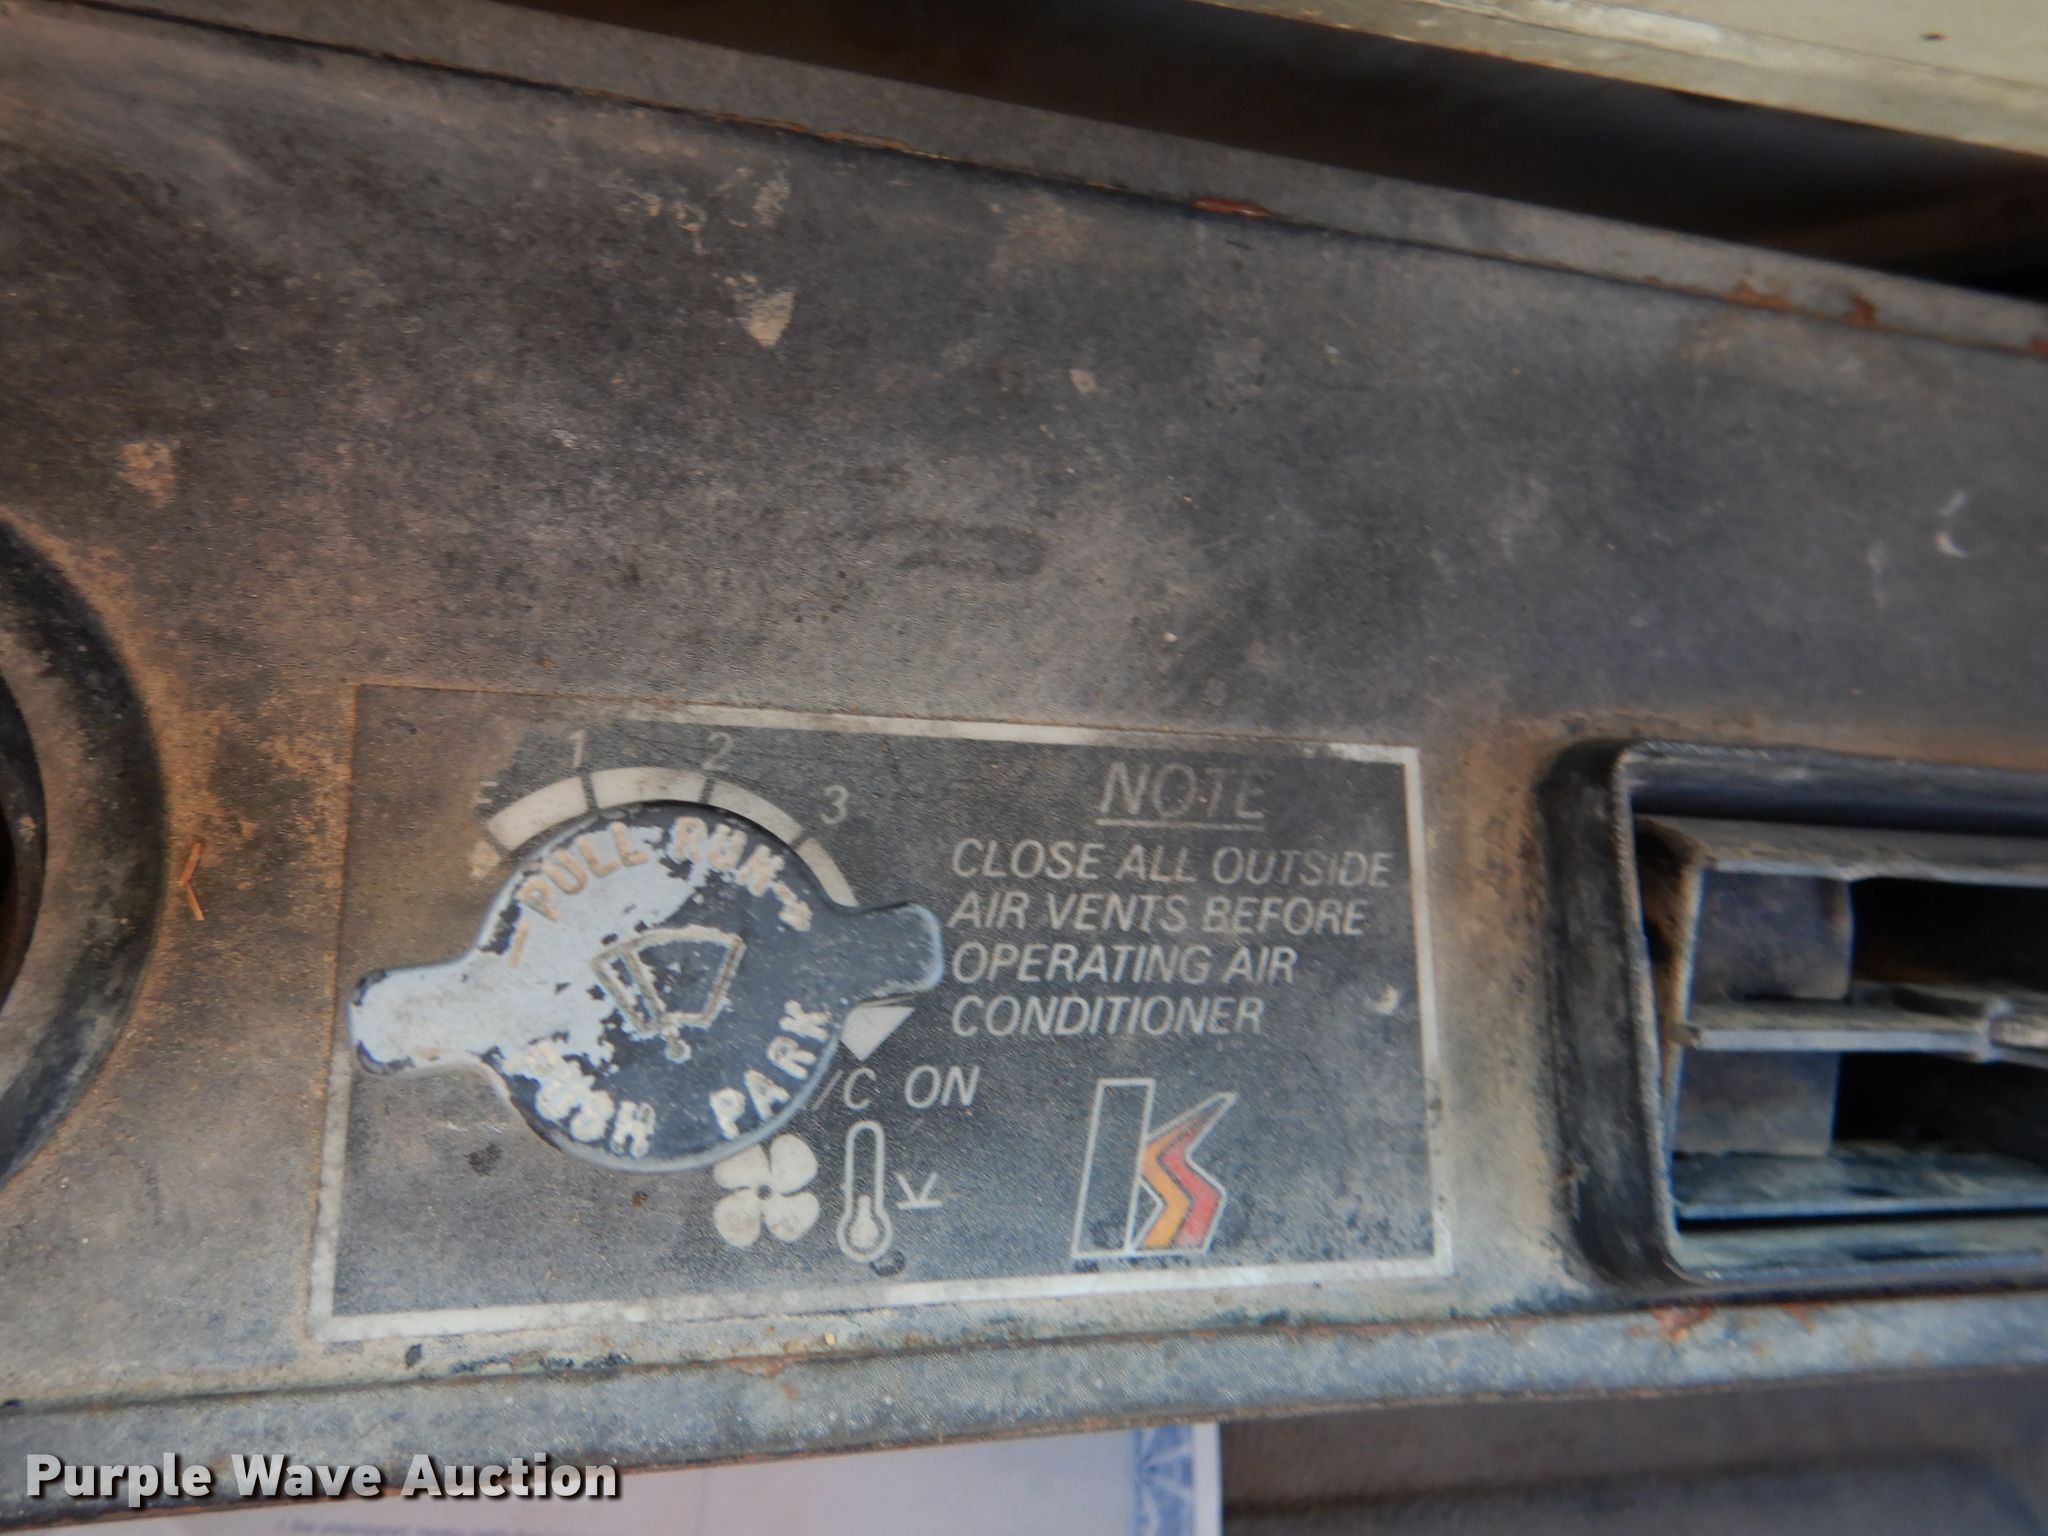 1 2 3
NOTE
CLOSE ALL OUTSIDE
AIR VENTS BEFORE
OPERATING AIR
CONDITIONER
PULL RUN
PUSH PARK
/C ON
K
Purple Wave Auction